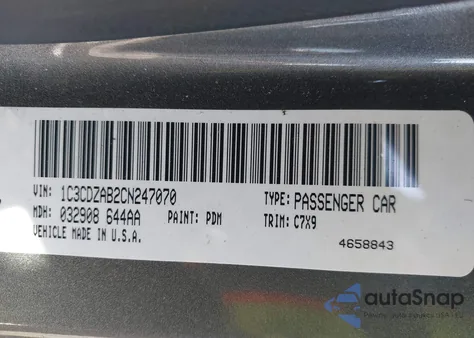 VIN: 1C3CDZAB2CN247070
TYPE: PASSENGER CAR
MDH: 032908 644AA
PAINT: PDM
TRIM: C7X9
VEHICLE MADE IN U.S.A.
4658843
autoSnap